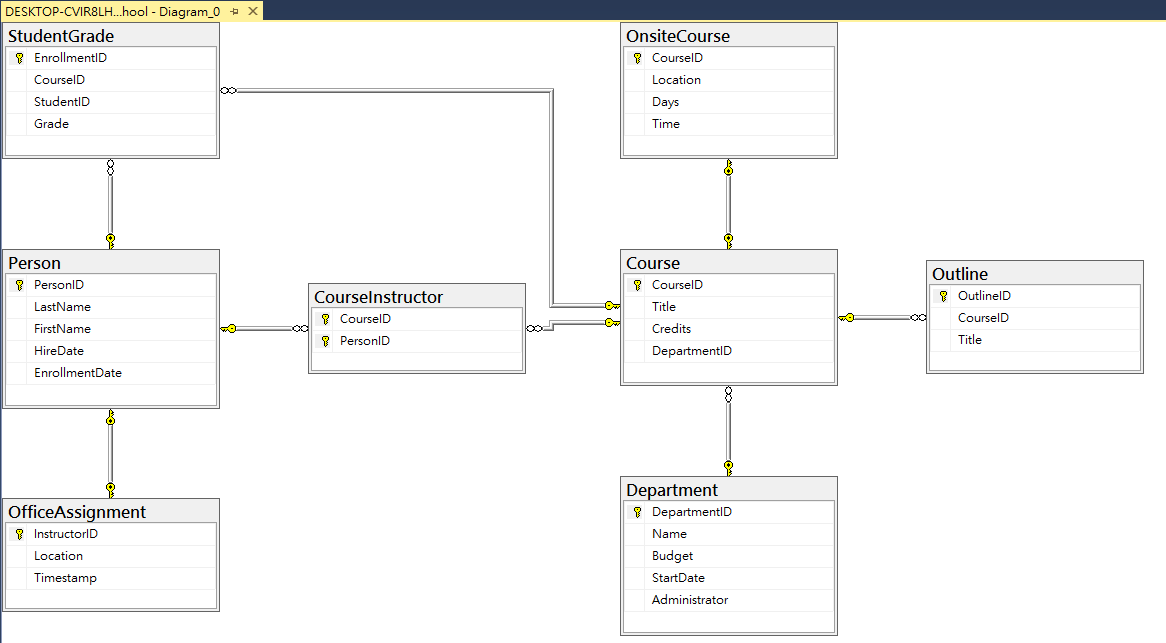 DESKTOP-CVIR8LH...hool - Diagram_0
StudentGrade
EnrollmentID
CourseID
StudentID
Grade
OnsiteCourse
CourseID
Location
Days
Time
Person
PersonID
LastName
FirstName
HireDate
EnrollmentDate
CourseInstructor
CourseID
PersonID
Course
CourseID
Title
Credits
DepartmentID
Outline
OutlineID
CourseID
Title
OfficeAssignment
InstructorID
Location
Timestamp
Department
DepartmentID
Name
Budget
StartDate
Administrator